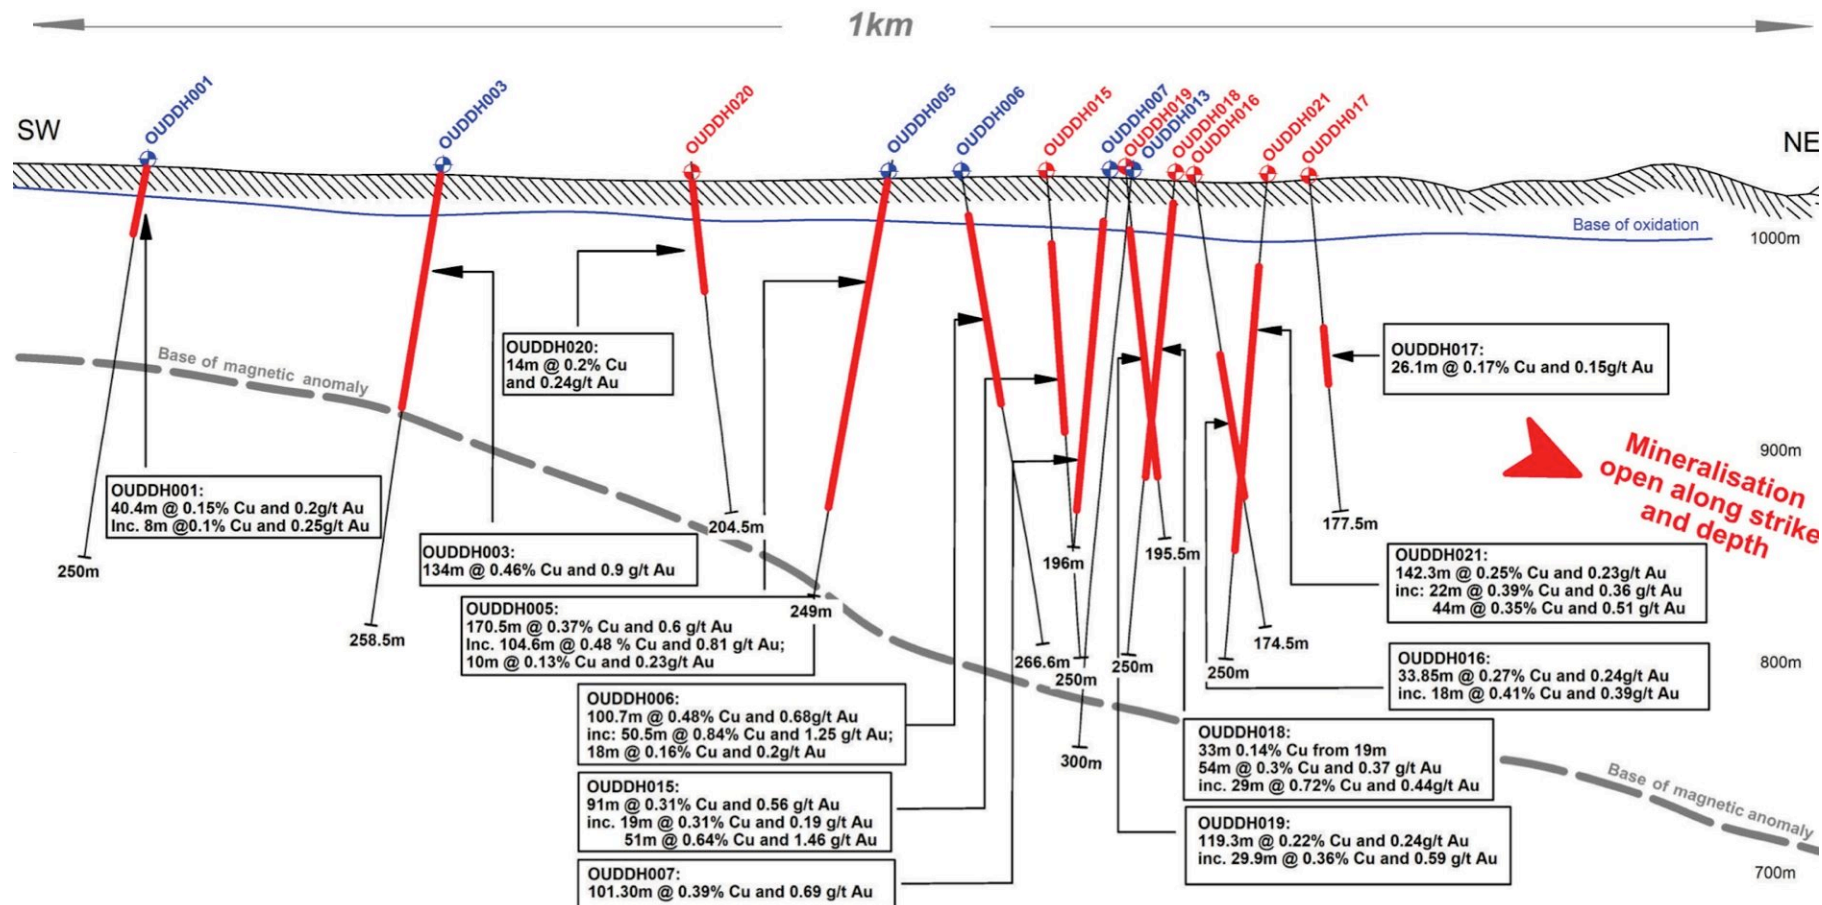 1km
SW
NE
OUDDH001
OUDDH003
OUDDH020
OUDDH005
OUDDH006
OUDDH015
OUDDH007
OUDDH019
OUDDH013
OUDDH018
OUDDH016
OUDDH021
OUDDH017
Base of oxidation
1000m
900m
800m
700m
Base of magnetic anomaly
OUDDH020:
14m @ 0.2% Cu
and 0.24g/t Au
OUDDH017:
26.1m @ 0.17% Cu and 0.15g/t Au
Mineralisation
open along strike
and depth
OUDDH001:
40.4m @ 0.15% Cu and 0.2g/t Au
Inc. 8m @0.1% Cu and 0.25g/t Au
250m
258.5m
204.5m
249m
266.6m
196m
250m
300m
195.5m
250m
174.5m
250m
177.5m
OUDDH003:
134m @ 0.46% Cu and 0.9 g/t Au
OUDDH005:
170.5m @ 0.37% Cu and 0.6 g/t Au
Inc. 104.6m @ 0.48 % Cu and 0.81 g/t Au;
10m @ 0.13% Cu and 0.23g/t Au
OUDDH021:
142.3m @ 0.25% Cu and 0.23g/t Au
inc: 22m @ 0.39% Cu and 0.36 g/t Au
44m @ 0.35% Cu and 0.51 g/t Au
OUDDH016:
33.85m @ 0.27% Cu and 0.24g/t Au
inc. 18m @ 0.41% Cu and 0.39g/t Au
OUDDH006:
100.7m @ 0.48% Cu and 0.68g/t Au
inc: 50.5m @ 0.84% Cu and 1.25 g/t Au;
18m @ 0.16% Cu and 0.2g/t Au
OUDDH018:
33m 0.14% Cu from 19m
54m @ 0.3% Cu and 0.37 g/t Au
inc. 29m @ 0.72% Cu and 0.44g/t Au
OUDDH015:
91m @ 0.31% Cu and 0.56 g/t Au
inc. 19m @ 0.31% Cu and 0.19 g/t Au
51m @ 0.64% Cu and 1.46 g/t Au
OUDDH019:
119.3m @ 0.22% Cu and 0.24g/t Au
inc. 29.9m @ 0.36% Cu and 0.59 g/t Au
OUDDH007:
101.30m @ 0.39% Cu and 0.69 g/t Au
Base of magnetic anomaly